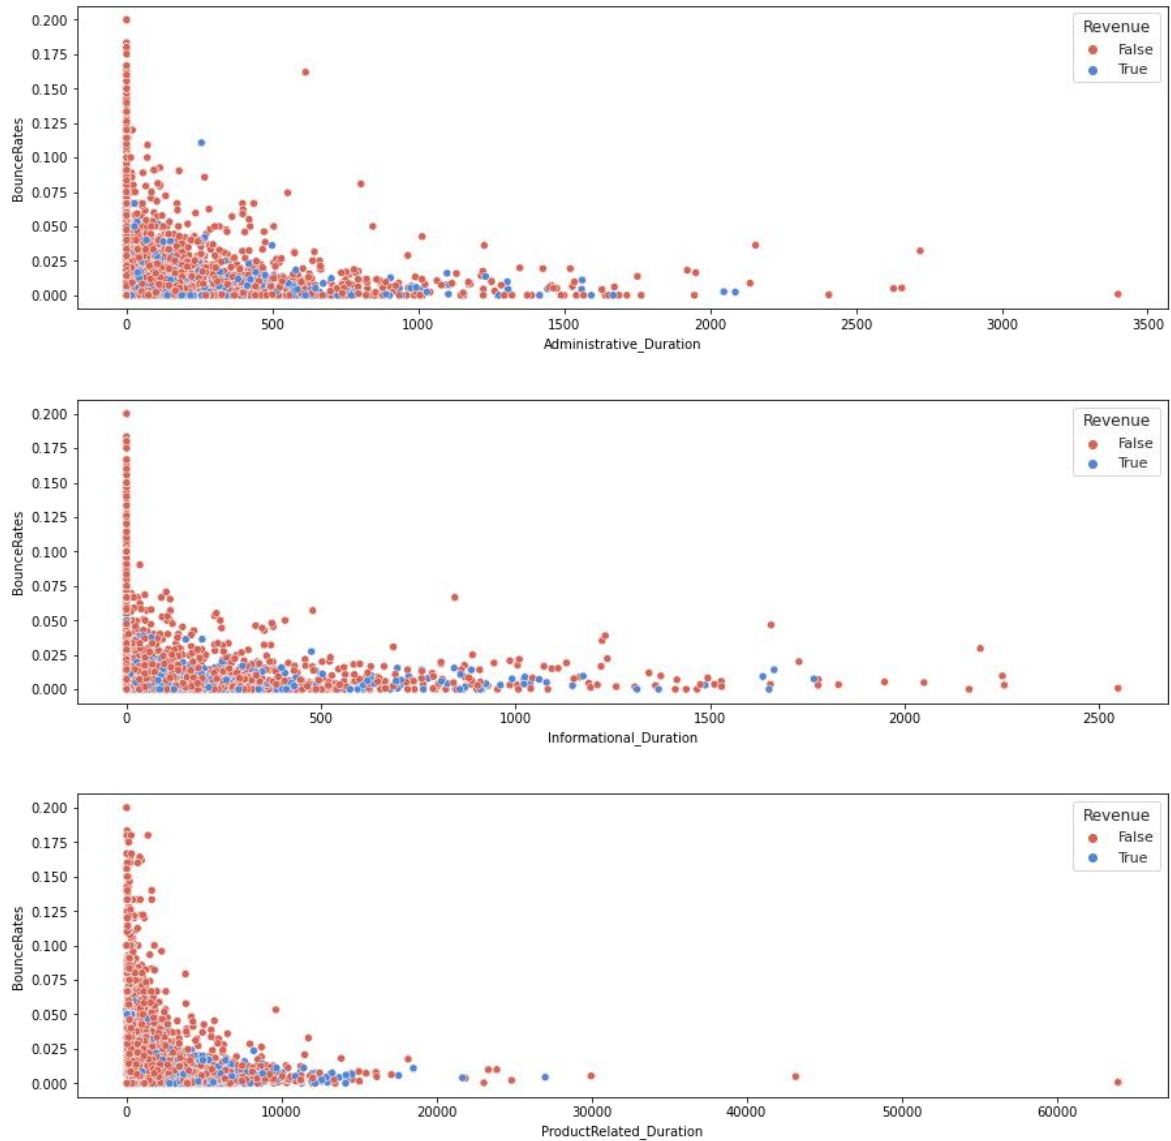 Revenue
False
True
BounceRates
0.200
0.175
0.150
0.125
0.100
0.075
0.050
0.025
0.000
0 500 1000 1500 2000 2500 3000 3500
Administrative_Duration
Revenue
False
True
BounceRates
0.200
0.175
0.150
0.125
0.100
0.075
0.050
0.025
0.000
0 500 1000 1500 2000 2500
Informational_Duration
Revenue
False
True
BounceRates
0.200
0.175
0.150
0.125
0.100
0.075
0.050
0.025
0.000
0 10000 20000 30000 40000 50000 60000
ProductRelated_Duration